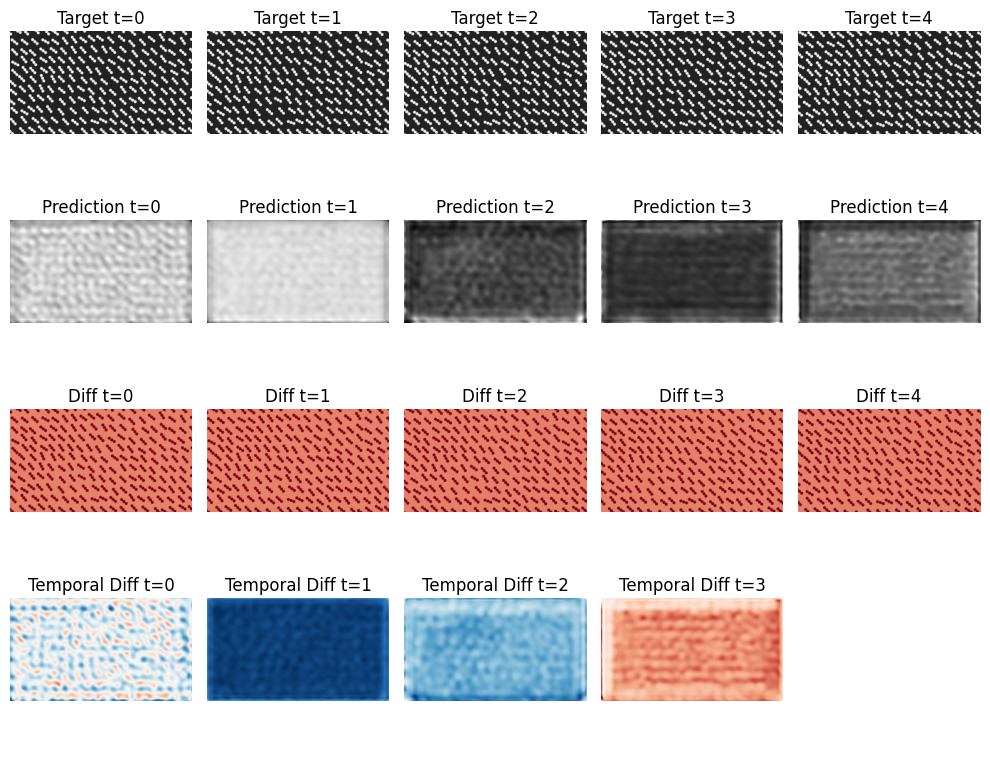 Target t=0 Target t=1 Target t=2 Target t=3 Target t=4
Prediction t=0 Prediction t=1 Prediction t=2 Prediction t=3 Prediction t=4
Diff t=0 Diff t=1 Diff t=2 Diff t=3 Diff t=4
Temporal Diff t=0 Temporal Diff t=1 Temporal Diff t=2 Temporal Diff t=3